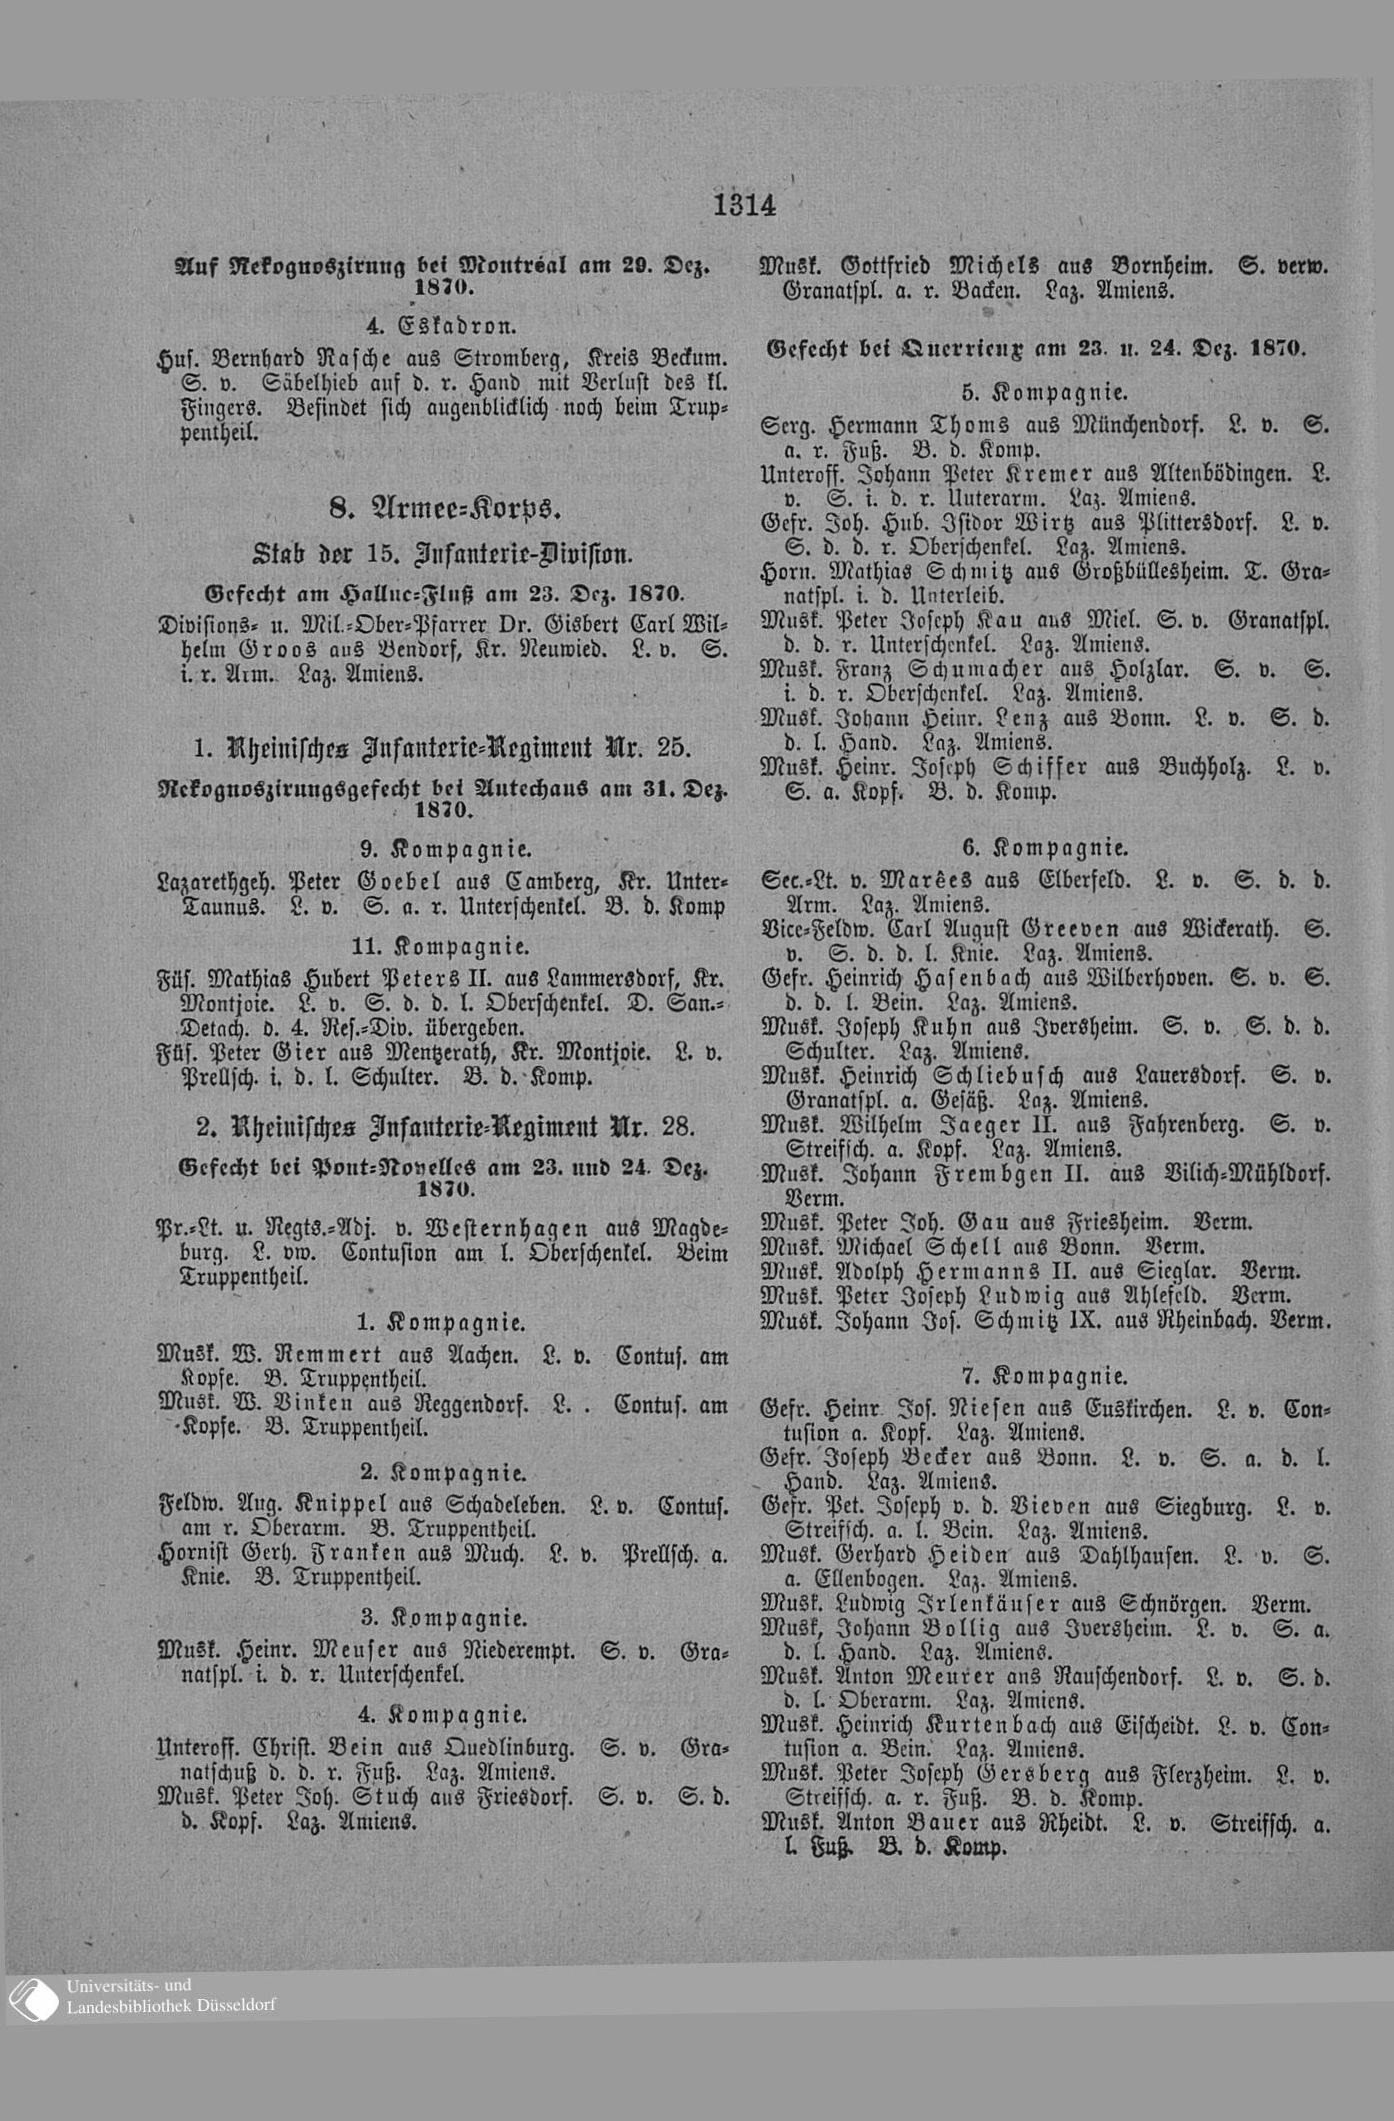 1314
Auf Rekognoszirung bei Montréal am 29. Dez.
1870.
4. Eskadron.
Hus. Bernhard Rasche aus Stromberg, Kreis Beckum.
S. v. Säbelhieb auf d. r. Hand mit Verlust des kl.
Fingers. Befindet sich augenblicklich noch beim Trup-
pentheil.
8. Armee-Korps.
Stab der 15. Infanterie-Division.
Gefecht am Hallue-Fluß am 23. Dez. 1870.
Divisions- u. Mil.-Ober-Pfarrer Dr. Gisbert Carl Wil-
helm Groos aus Bendorf, Kr. Neuwied. L. v. S.
i. r. Arm. Laz. Amiens.
1. Rheinisches Infanterie-Regiment Nr. 25.
Rekognoszirungsgefecht bei Autechaus am 31. Dez.
1870.
9. Kompagnie.
Lazarethgeh. Peter Goebel aus Camberg, Kr. Unter-
Taunus. L. v. S. a. r. Unterschenkel. B. d. Komp
11. Kompagnie.
Füs. Mathias Hubert Peters II. aus Lammersdorf, Kr.
Montjoie. L. v. S. d. d. l. Oberschenkel. D. San.-
Detach. d. 4. Res.-Div. übergeben.
Füs. Peter Gier aus Mentzerath, Kr. Montjoie. L. v.
Prellsch. i. d. l. Schulter. B. d. Komp.
2. Rheinisches Infanterie-Regiment Nr. 28.
Gefecht bei Pont-Novelles am 23. und 24. Dez.
1870.
Pr.-Lt. u. Regts.-Adj. v. Westernhagen aus Magde-
burg. L. vw. Contusion am l. Oberschenkel. Beim
Truppentheil.
1. Kompagnie.
Musk. W. Remmert aus Aachen. L. v. Contus. am
Kopfe. B. Truppentheil.
Musk. W. Vinken aus Reggendorf. L. . Contus. am
Kopfe. B. Truppentheil.
2. Kompagnie.
Feldw. Aug. Knippel aus Schadeleben. L. v. Contus.
am r. Oberarm. B. Truppentheil.
Hornist Gerh. Franken aus Much. L. v. Prellsch. a.
Knie. B. Truppentheil.
3. Kompagnie.
Musk. Heinr. Meuser aus Niederempt. S. v. Gra-
natspl. i. d. r. Unterschenkel.
4. Kompagnie.
Unteroff. Christ. Bein aus Quedlinburg. S. v. Gra-
natschuß d. d. r. Fuß. Laz. Amiens.
Musk. Peter Joh. Stuch aus Friesdorf. S. v. S. d.
d. Kopf. Laz. Amiens.
Musk. Gottfried Michels aus Bornheim. S. verw.
Granatspl. a. r. Backen. Laz. Amiens.
Gefecht bei Querrieux am 23. u. 24. Dez. 1870.
5. Kompagnie.
Serg. Hermann Thoms aus Münchendorf. L. v. S.
a. r. Fuß. B. d. Komp.
Unteroff. Johann Peter Kremer aus Altenbödingen. L.
v. S. i. d. r. Unterarm. Laz. Amiens.
Gefr. Joh. Hub. Isidor Wirtz aus Plittersdorf. L. v.
S. d. d. r. Oberschenkel. Laz. Amiens.
Horn. Mathias Schmitz aus Großbüllesheim. T. Gra-
natspl. i. d. Unterleib.
Musk. Peter Joseph Kau aus Miel. S. v. Granatspl.
d. d. r. Unterschenkel. Laz. Amiens.
Musk. Franz Schumacher aus Holzlar. S. v. S.
i. d. r. Oberschenkel. Laz. Amiens.
Musk. Johann Heinr. Lenz aus Bonn. L. v. S. d.
d. l. Hand. Laz. Amiens.
Musk. Heinr. Joseph Schiffer aus Buchholz. L. v.
S. a. Kopf. B. d. Komp.
6. Kompagnie.
Sec.-Lt. v. Marées aus Elberfeld. L. v. S. d. d.
Arm. Laz. Amiens.
Vice-Feldw. Carl August Greeven aus Wickerath. S.
v. S. d. d. l. Knie. Laz. Amiens.
Gefr. Heinrich Hasenbach aus Wilberhoven. S. v. S.
d. d. l. Bein. Laz. Amiens.
Musk. Joseph Kuhn aus Iversheim. S. v. S. d. d.
Schulter. Laz. Amiens.
Musk. Heinrich Schliebusch aus Lauersdorf. S. v.
Granatspl. a. Gesäß. Laz. Amiens.
Musk. Wilhelm Jaeger II. aus Fahrenberg. S. v.
Streifsch. a. Kopf. Laz. Amiens.
Musk. Johann Frembgen II. aus Vilich-Mühldorf.
Verm.
Musk. Peter Joh. Gau aus Friesheim. Verm.
Musk. Michael Schell aus Bonn. Verm.
Musk. Adolph Hermanns II. aus Sieglar. Verm.
Musk. Peter Joseph Ludwig aus Ahlefeld. Verm.
Musk. Johann Jos. Schmitz IX. aus Rheinbach. Verm.
7. Kompagnie.
Gefr. Heinr Jos. Niesen aus Euskirchen. L. v. Con-
tusion a. Kopf. Laz. Amiens.
Gefr. Joseph Becker aus Bonn. L. v. S. a. d. l.
Hand. Laz. Amiens.
Gefr. Pet. Joseph v. d. Vieven aus Siegburg. L. v.
Streifsch. a. l. Bein. Laz. Amiens.
Musk. Gerhard Heiden aus Dahlhausen. L. v. S.
a. Ellenbogen. Laz. Amiens.
Musk. Ludwig Irlenkäuser aus Schnörgen. Verm.
Musk. Johann Bollig aus Iversheim. L. v. S. a.
d. l. Hand. Laz. Amiens.
Musk. Anton Meurer aus Rauschendorf. L. v. S. d.
d. l. Oberarm. Laz. Amiens.
Musk. Heinrich Kurtenbach aus Eischeidt. L. v. Con-
tusion a. Bein. Laz. Amiens.
Musk. Peter Joseph Gersberg aus Flerzheim. L. v.
Streifsch. a. r. Fuß. B. d. Komp.
Musk. Anton Bauer aus Rheidt. L. v. Streifsch. a.
l. Fuß. B. d. Komp.
Universitäts- und
Landesbibliothek Düsseldorf